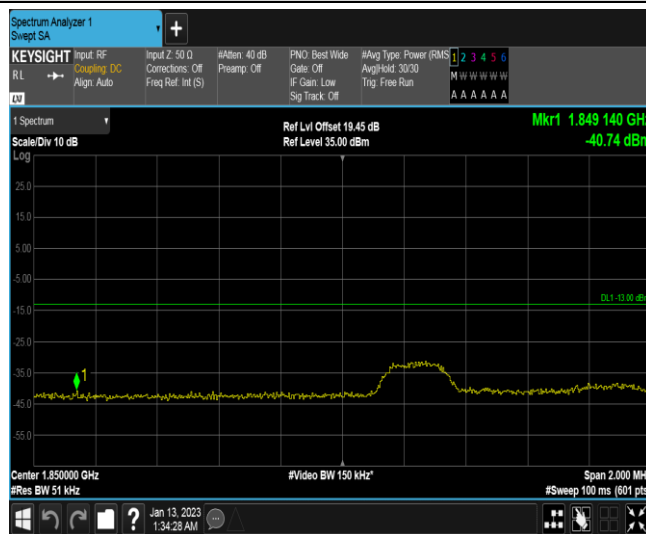 Spectrum Analyzer 1
Swept SA
KEYSIGHT Input: RF Input Z: 50 Ω #Atten: 40 dB PNO: Best Wide #Avg Type: Power (RMS 1 2 3 4 5 6
RL Coupling: DC Corrections: Off Preamp: Off Gate: Off Avg|Hold: 30/30 M W W W W W
Align: Auto Freq Ref: Int (S) IF Gain: Low Trig: Free Run
Sig Track: Off A A A A A A
1 Spectrum Ref Lvl Offset 19.45 dB Mkr1 1.849 140 GHz
Scale/Div 10 dB Ref Level 35.00 dBm -40.74 dBm
Log
25.0
15.0
5.00
-5.00
DL1 -13.00 dBm
-15.0
-25.0
-35.0
1
-45.0
-55.0
Center 1.850000 GHz #Video BW 150 kHz* Span 2.000 MH
#Res BW 51 kHz #Sweep 100 ms (601 pts
? Jan 13, 2023
1:34:28 AM